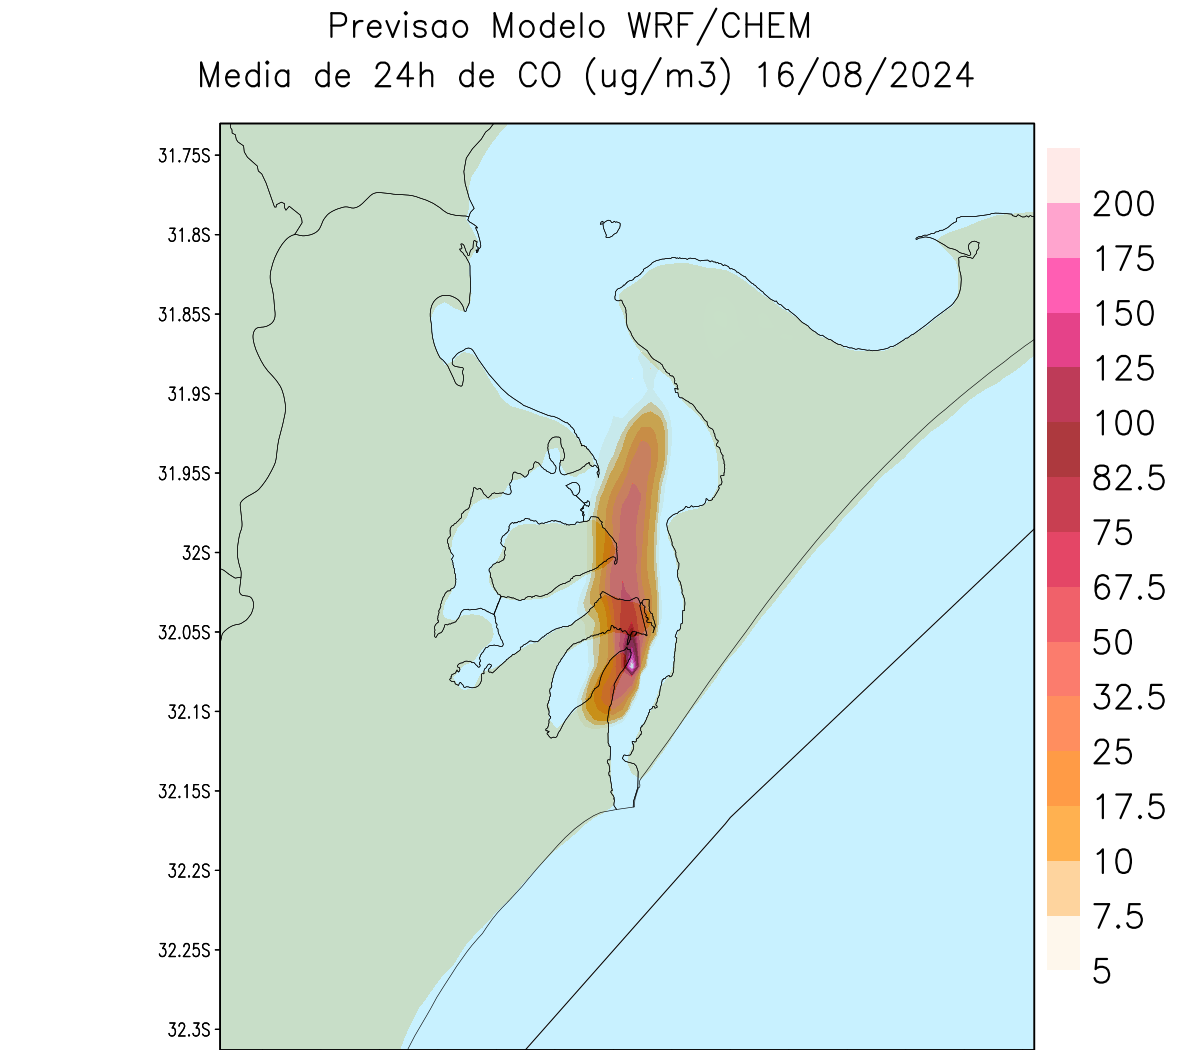 Previsao Modelo WRF/CHEM
Media de 24h de CO (ug/m3) 16/08/2024
31.75S
31.8S
31.85S
31.9S
31.95S
32S
32.05S
32.1S
32.15S
32.2S
32.25S
32.3S
200
175
150
125
100
82.5
75
67.5
50
32.5
25
17.5
10
7.5
5